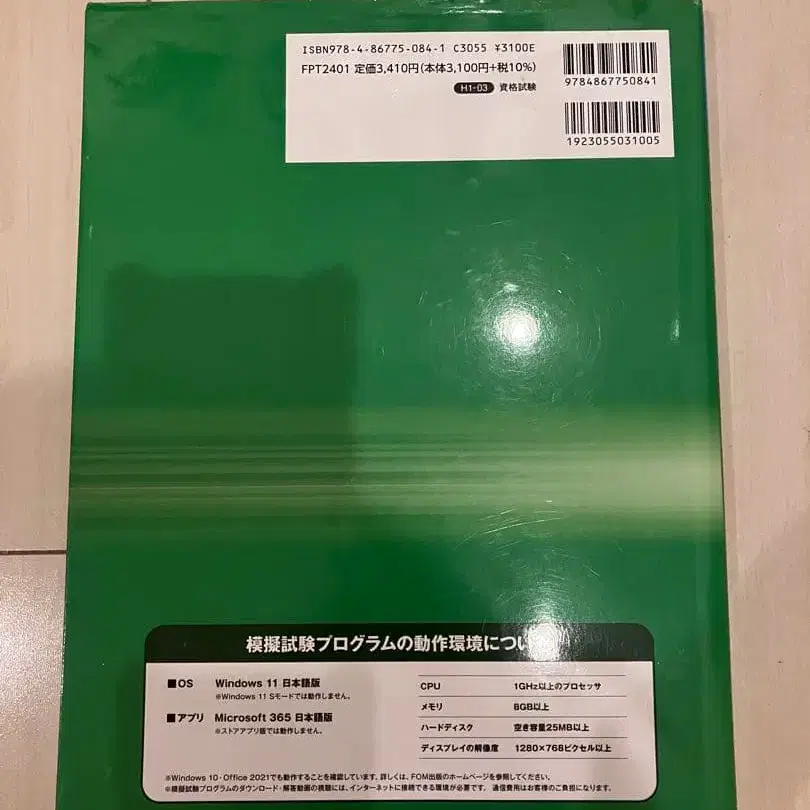 ISBN978-4-86775-084-1 C3055 ¥3100E
FPT2401 定価3,410円(本体3,100円+税10%)
H1-03 資格試験
9784867750841
1923055031005
模擬試験プログラムの動作環境につい
■OS Windows 11 日本語版
※Windows 11 Sモードでは動作しません。
■アプリ Microsoft 365 日本語版
※ストアアプリ版では動作しません。
CPU 1GHz以上のプロセッサ
メモリ 8GB以上
ハードディスク 空き容量25MB以上
ディスプレイの解像度 1280×768ピクセル以上
※Windows 10・Office 2021でも動作することを確認しています。詳しくは、FOM出版のホームページを参照してください。
※模擬試験プログラムのダウンロード・解答動画の視聴には、インターネットに接続できる環境が必要です。通信費用はお客様のご負担になります。